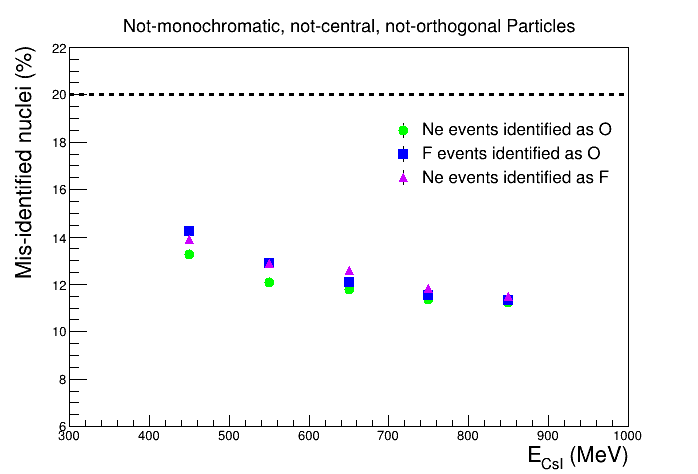 Not-monochromatic, not-central, not-orthogonal Particles
Mis-identified nuclei (%)
22
20
18
16
14
12
10
8
6
Ne events identified as O
F events identified as O
Ne events identified as F
300 400 500 600 700 800 900 1000
E_CsI (MeV)